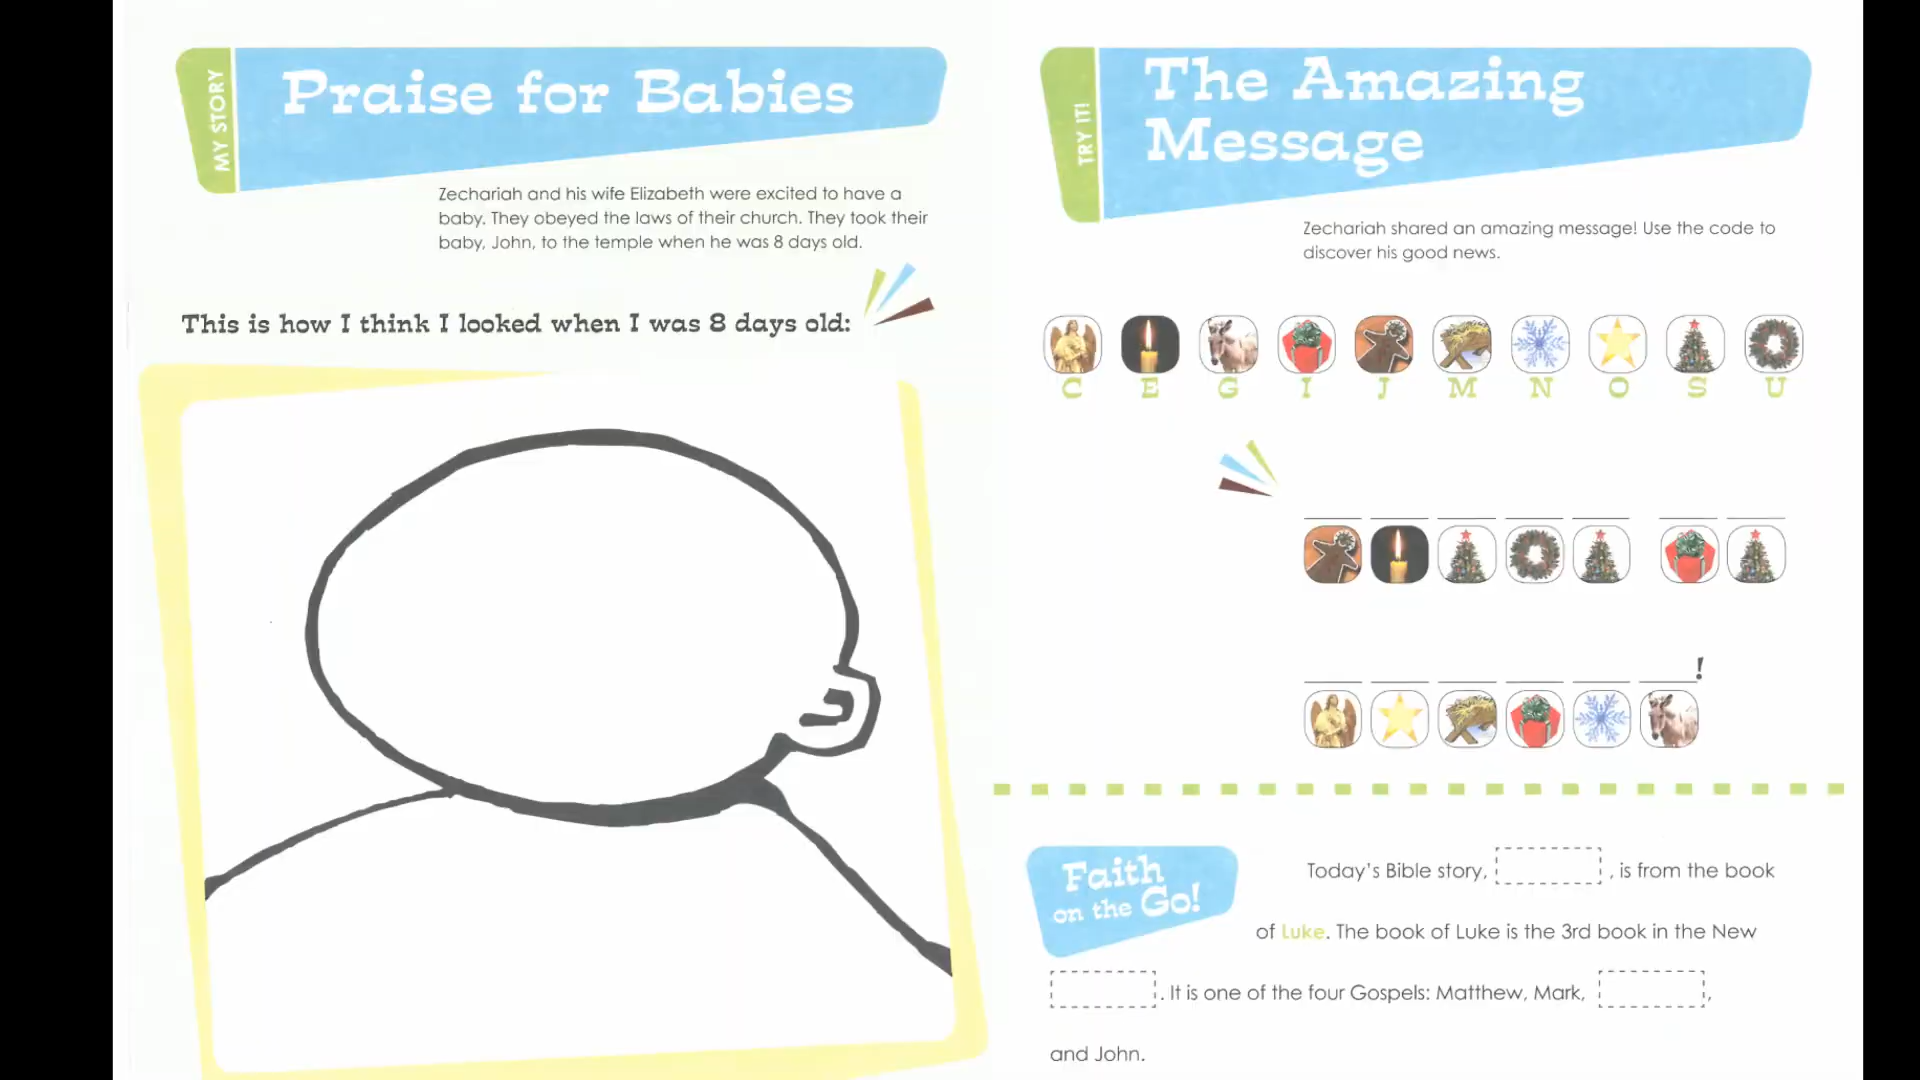 MY STORY
Praise for Babies
Zechariah and his wife Elizabeth were excited to have a
baby. They obeyed the laws of their church. They took their
baby, John, to the temple when he was 8 days old.
This is how I think I looked when I was 8 days old:
TRY IT!
The Amazing
Message
Zechariah shared an amazing message! Use the code to
discover his good news.
C E G I J M N O S U
!
Faith
on the Go!
Today's Bible story, , is from the book
of Luke. The book of Luke is the 3rd book in the New
. It is one of the four Gospels: Matthew, Mark, ,
and John.